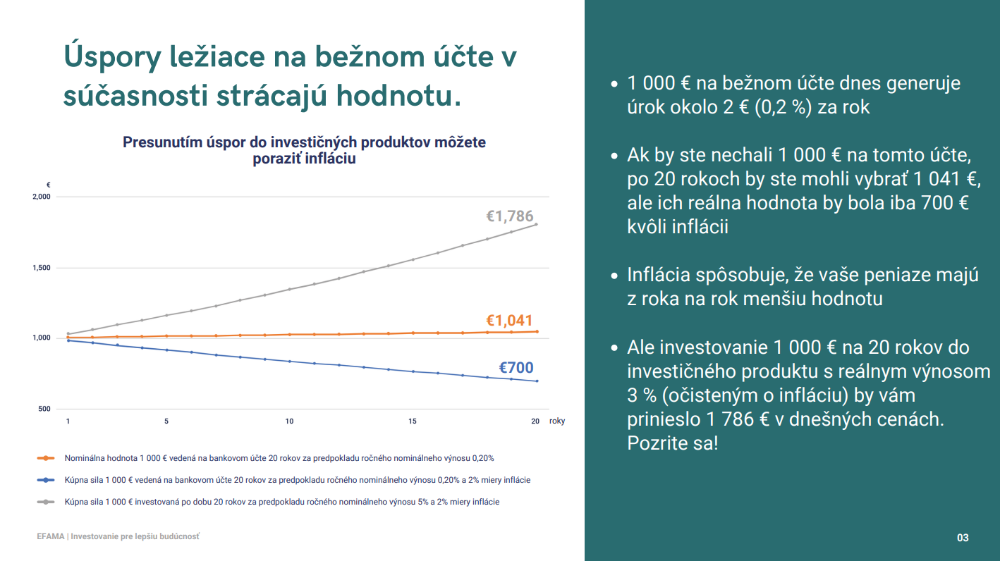 Úspory ležiace na bežnom účte v
súčasnosti strácajú hodnotu.
Presunutím úspor do investičných produktov môžete
poraziť infláciu
€
2,000
1,500
1,000
500
€1,786
€1,041
€700
1 5 10 15 20 roky
Nominálna hodnota 1 000 € vedená na bankovom účte 20 rokov za predpokladu ročného nominálneho výnosu 0,20%
Kúpna sila 1 000 € vedená na bankovom účte 20 rokov za predpokladu ročného nominálneho výnosu 0,20% a 2% miery inflácie
Kúpna sila 1 000 € investovaná po dobu 20 rokov za predpokladu ročného nominálneho výnosu 5% a 2% miery inflácie
EFAMA | Investovanie pre lepšiu budúcnosť
• 1 000 € na bežnom účte dnes generuje
úrok okolo 2 € (0,2 %) za rok
• Ak by ste nechali 1 000 € na tomto účte,
po 20 rokoch by ste mohli vybrať 1 041 €,
ale ich reálna hodnota by bola iba 700 €
kvôli inflácii
• Inflácia spôsobuje, že vaše peniaze majú
z roka na rok menšiu hodnotu
• Ale investovanie 1 000 € na 20 rokov do
investičného produktu s reálnym výnosom
3 % (očisteným o infláciu) by vám
prinieslo 1 786 € v dnešných cenách.
Pozrite sa!
03